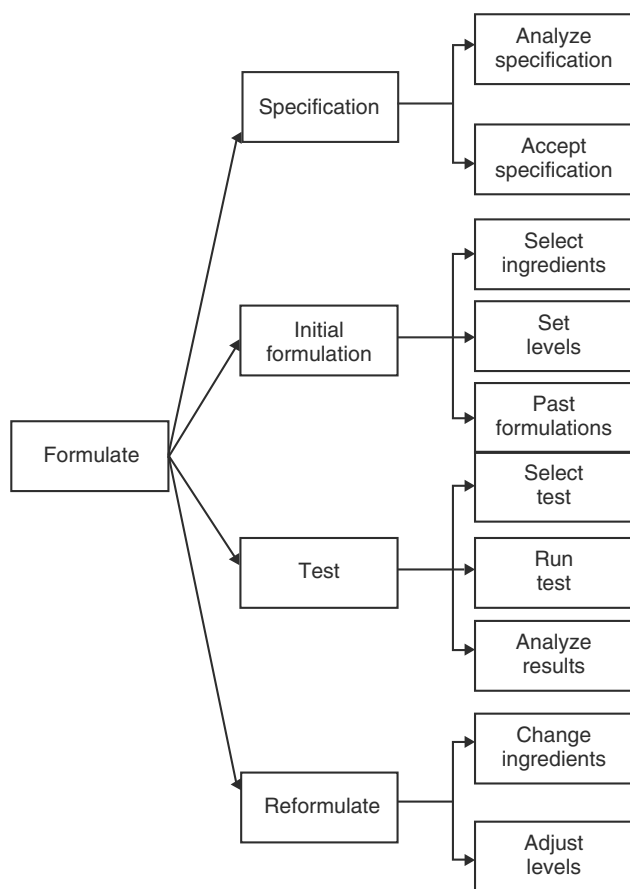 Analyze
specification
Specification
Accept
specification
Select
ingredients
Initial
formulation
Set
levels
Past
formulations
Formulate
Select
test
Test
Run
test
Analyze
results
Change
ingredients
Reformulate
Adjust
levels